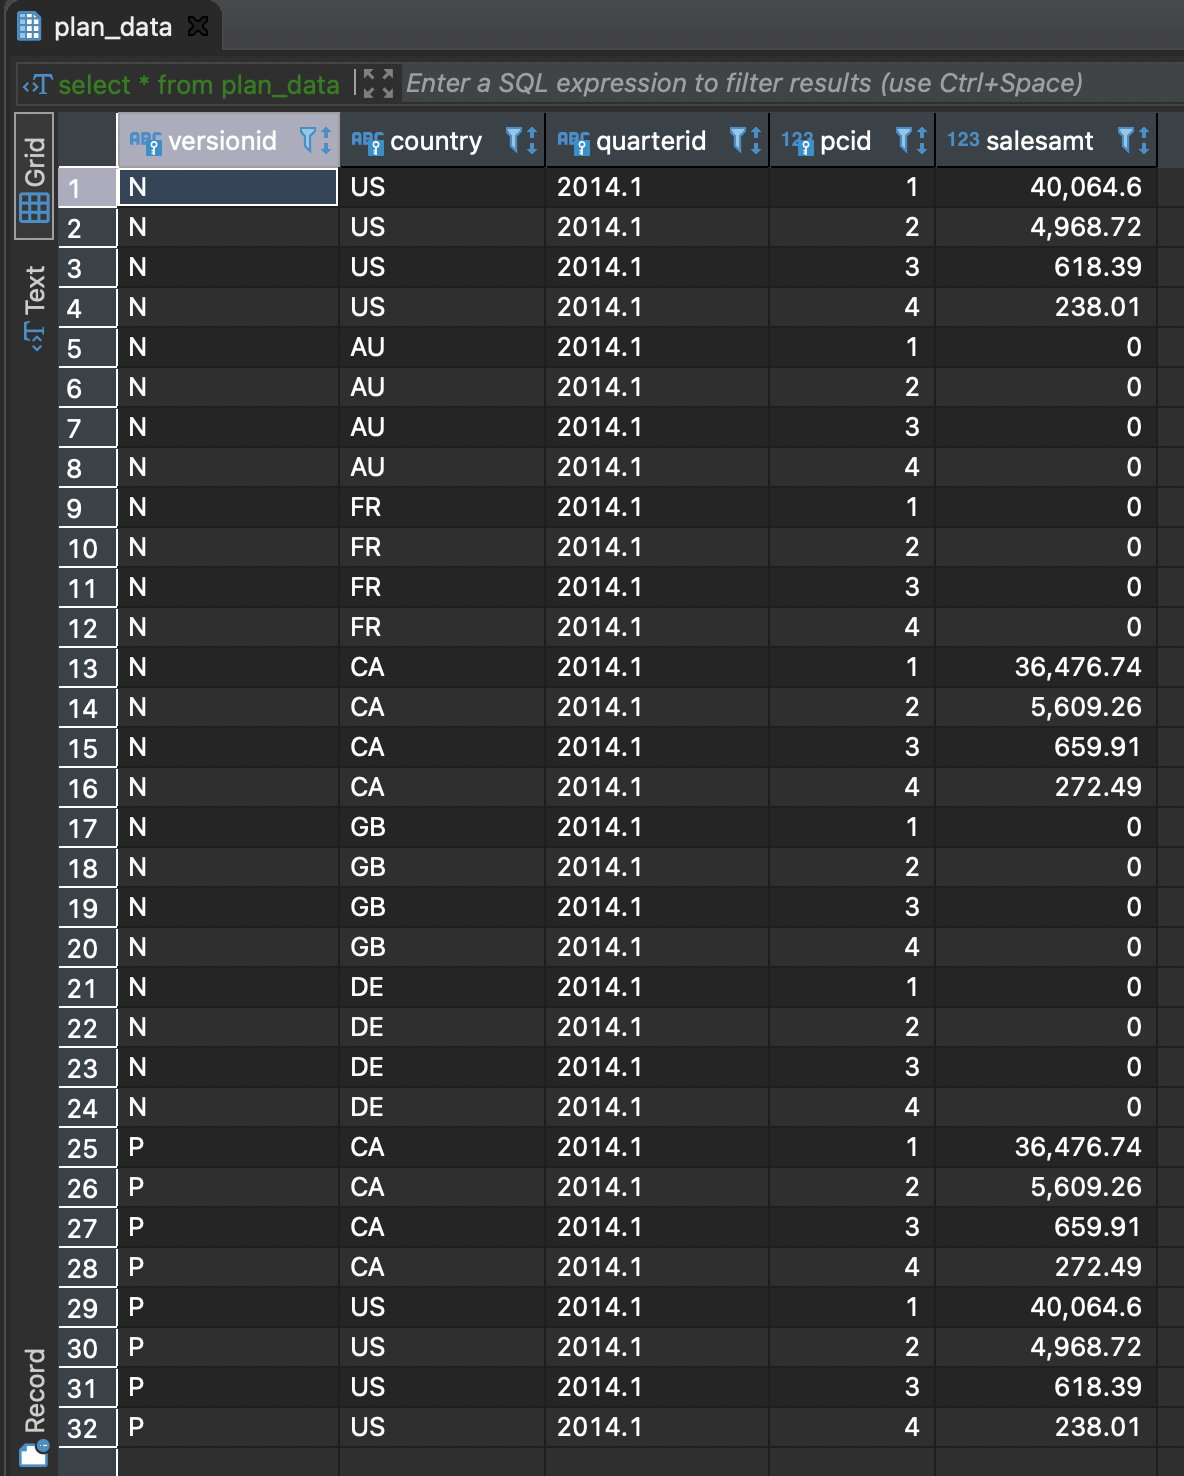 plan_data
select * from plan_data Enter a SQL expression to filter results (use Ctrl+Space)
Grid
Text
Record
ABC versionid ABC country ABC quarterid 123 pcid 123 salesamt
1 N US 2014.1 1 40,064.6
2 N US 2014.1 2 4,968.72
3 N US 2014.1 3 618.39
4 N US 2014.1 4 238.01
5 N AU 2014.1 1 0
6 N AU 2014.1 2 0
7 N AU 2014.1 3 0
8 N AU 2014.1 4 0
9 N FR 2014.1 1 0
10 N FR 2014.1 2 0
11 N FR 2014.1 3 0
12 N FR 2014.1 4 0
13 N CA 2014.1 1 36,476.74
14 N CA 2014.1 2 5,609.26
15 N CA 2014.1 3 659.91
16 N CA 2014.1 4 272.49
17 N GB 2014.1 1 0
18 N GB 2014.1 2 0
19 N GB 2014.1 3 0
20 N GB 2014.1 4 0
21 N DE 2014.1 1 0
22 N DE 2014.1 2 0
23 N DE 2014.1 3 0
24 N DE 2014.1 4 0
25 P CA 2014.1 1 36,476.74
26 P CA 2014.1 2 5,609.26
27 P CA 2014.1 3 659.91
28 P CA 2014.1 4 272.49
29 P US 2014.1 1 40,064.6
30 P US 2014.1 2 4,968.72
31 P US 2014.1 3 618.39
32 P US 2014.1 4 238.01